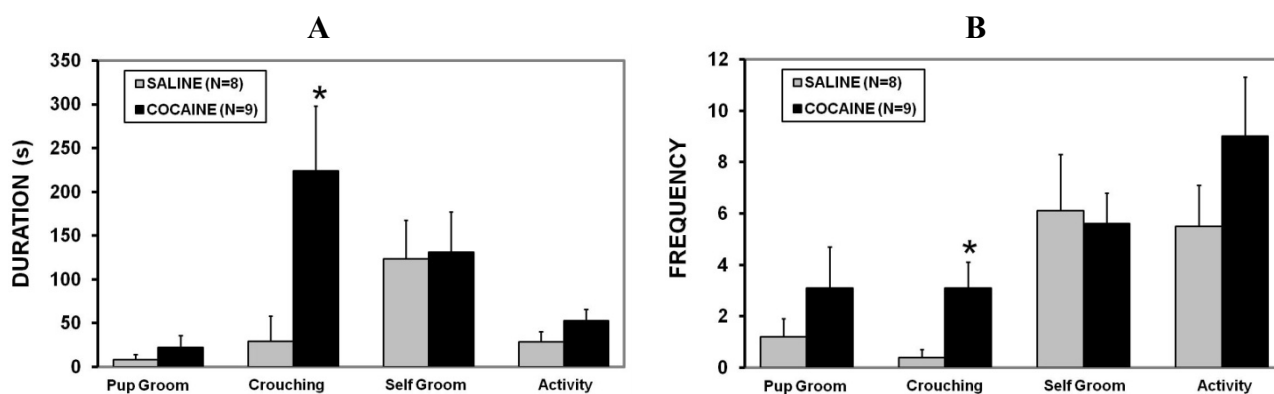 A
DURATION (s)
350
300
250
200
150
100
50
0
SALINE (N=8)
COCAINE (N=9)
*
Pup Groom Crouching Self Groom Activity
B
FREQUENCY
12
10
8
6
4
2
0
SALINE (N=8)
COCAINE (N=9)
*
Pup Groom Crouching Self Groom Activity